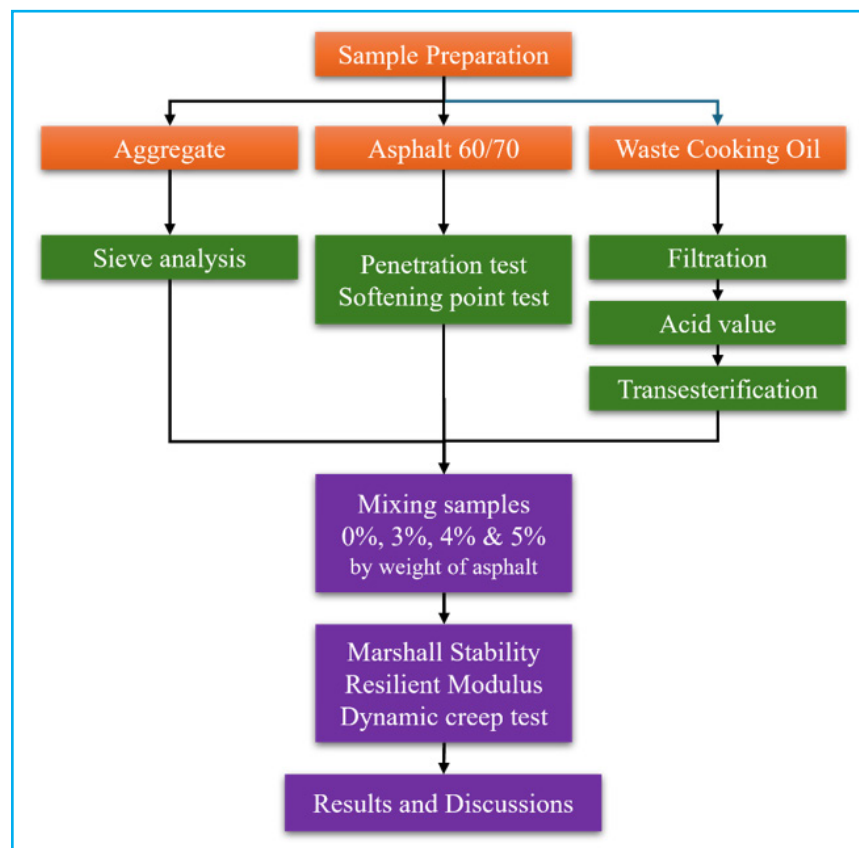 Sample Preparation
Aggregate
Asphalt 60/70
Waste Cooking Oil
Sieve analysis
Penetration test
Softening point test
Filtration
Acid value
Transesterification
Mixing samples
0%, 3%, 4% & 5%
by weight of asphalt
Marshall Stability
Resilient Modulus
Dynamic creep test
Results and Discussions